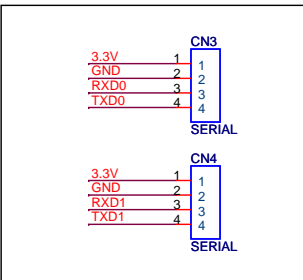 CN3
3.3V 1 1
GND 2 2
RXD0 3 3
TXD0 4 4
SERIAL
CN4
3.3V 1 1
GND 2 2
RXD1 3 3
TXD1 4 4
SERIAL